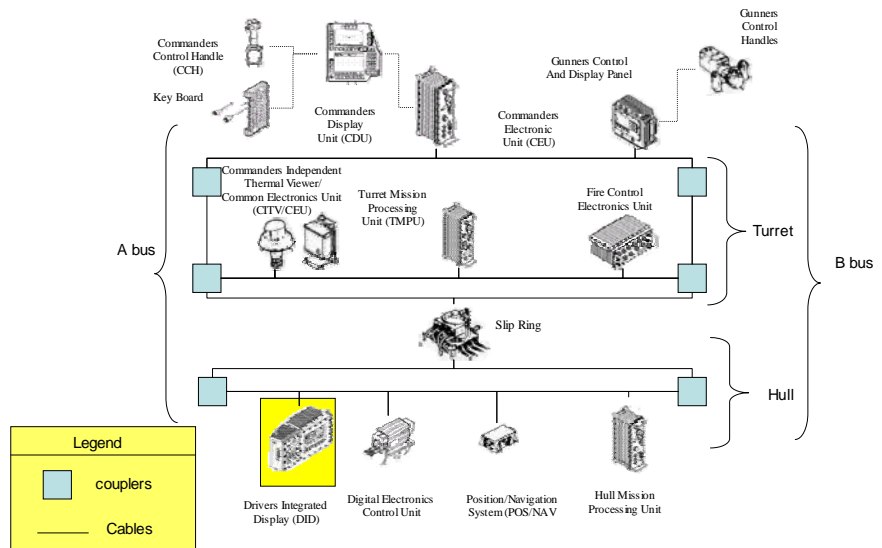 Commanders
Control Handle
(CCH)
Key Board
Commanders
Display
Unit (CDU)
Gunners Control
And Display Panel
Commanders
Electronic
Unit (CEU)
Gunners
Control
Handles
Commanders Independent
Thermal Viewer/
Common Electronics Unit
(CITV/CEU)
Turret Mission
Processing
Unit (TMPU)
Fire Control
Electronics Unit
A bus
Turret
B bus
Slip Ring
Hull
Drivers Integrated
Display (DID)
Digital Electronics
Control Unit
Position/Navigation
System (POS/NAV
Hull Mission
Processing Unit
Legend
couplers
Cables